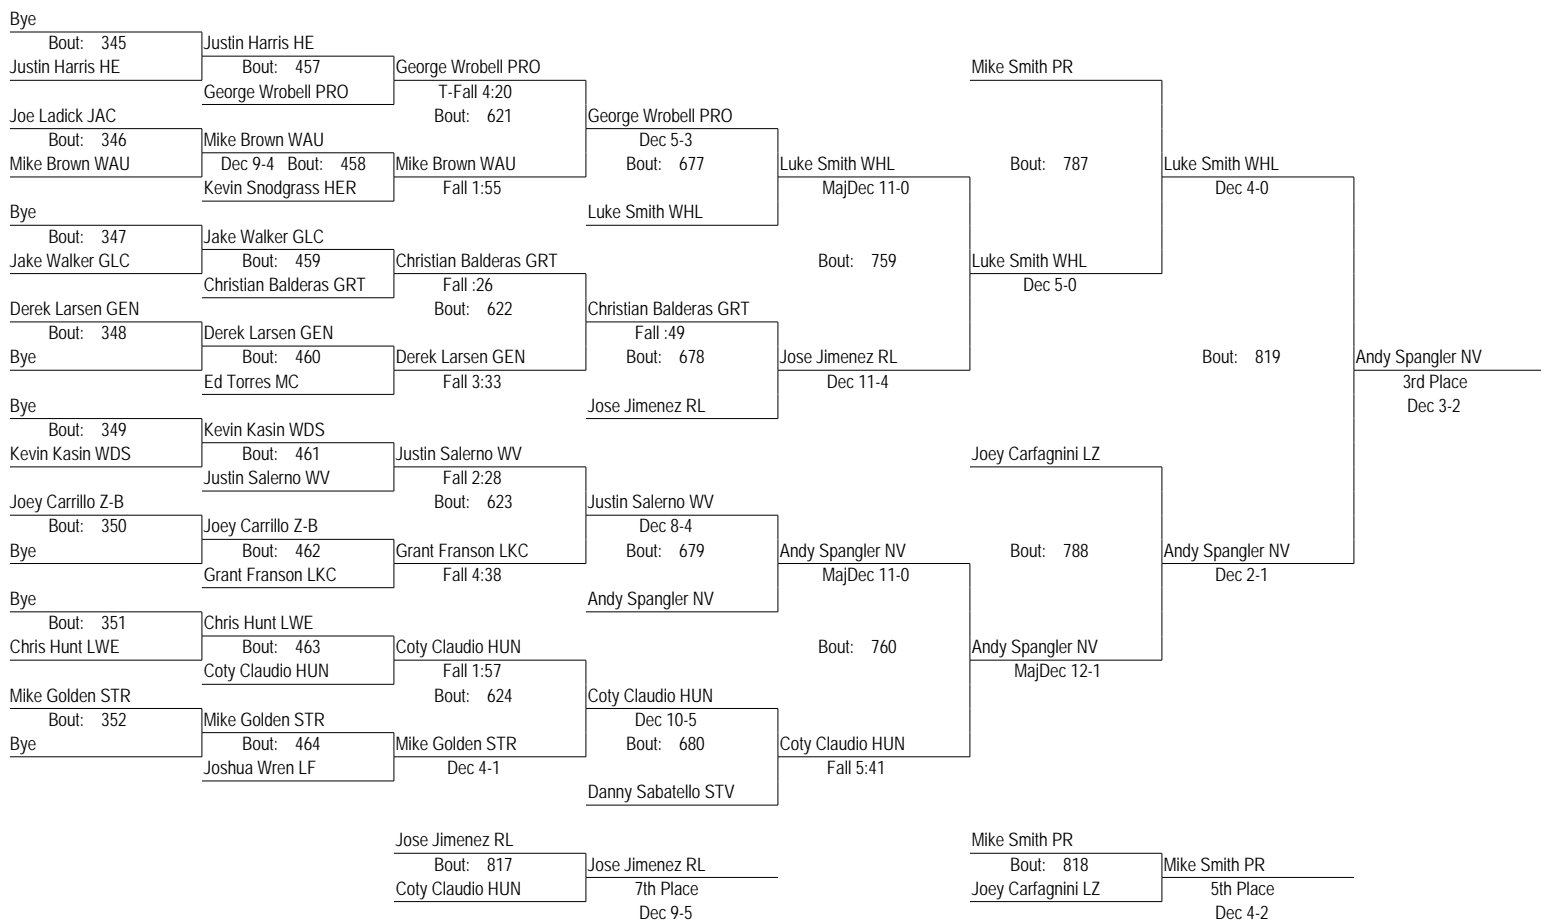 Bye
Bout: 345 Justin Harris HE
Justin Harris HE Bout: 457 George Wrobell PRO Mike Smith PR
George Wrobell PRO T-Fall 4:20
Joe Ladick JAC Bout: 621 George Wrobell PRO
Bout: 346 Mike Brown WAU Dec 5-3
Mike Brown WAU Dec 9-4 Bout: 458 Mike Brown WAU Bout: 677 Luke Smith WHL Bout: 787 Luke Smith WHL
Kevin Snodgrass HER Fall 1:55 MajDec 11-0 Dec 4-0
Bye Luke Smith WHL
Bout: 347 Jake Walker GLC
Jake Walker GLC Bout: 459 Christian Balderas GRT Bout: 759 Luke Smith WHL
Christian Balderas GRT Fall :26 Dec 5-0
Derek Larsen GEN Bout: 622 Christian Balderas GRT
Bout: 348 Derek Larsen GEN Fall :49
Bye Bout: 460 Derek Larsen GEN Bout: 678 Jose Jimenez RL Bout: 819 Andy Spangler NV
Ed Torres MC Fall 3:33 Dec 11-4 3rd Place
Bye Jose Jimenez RL Dec 3-2
Bout: 349 Kevin Kasin WDS
Kevin Kasin WDS Bout: 461 Justin Salerno WV Joey Carfagnini LZ
Justin Salerno WV Fall 2:28
Joey Carrillo Z-B Bout: 623 Justin Salerno WV
Bout: 350 Joey Carrillo Z-B Dec 8-4
Bye Bout: 462 Grant Franson LKC Bout: 679 Andy Spangler NV Bout: 788 Andy Spangler NV
Grant Franson LKC Fall 4:38 MajDec 11-0 Dec 2-1
Bye Andy Spangler NV
Bout: 351 Chris Hunt LWE
Chris Hunt LWE Bout: 463 Coty Claudio HUN Bout: 760 Andy Spangler NV
Coty Claudio HUN Fall 1:57 MajDec 12-1
Mike Golden STR Bout: 624 Coty Claudio HUN
Bout: 352 Mike Golden STR Dec 10-5
Bye Bout: 464 Mike Golden STR Bout: 680 Coty Claudio HUN
Joshua Wren LF Dec 4-1 Fall 5:41
Danny Sabatello STV
Jose Jimenez RL Mike Smith PR
Bout: 817 Jose Jimenez RL Bout: 818 Mike Smith PR
Coty Claudio HUN 7th Place Joey Carfagnini LZ 5th Place
Dec 9-5 Dec 4-2